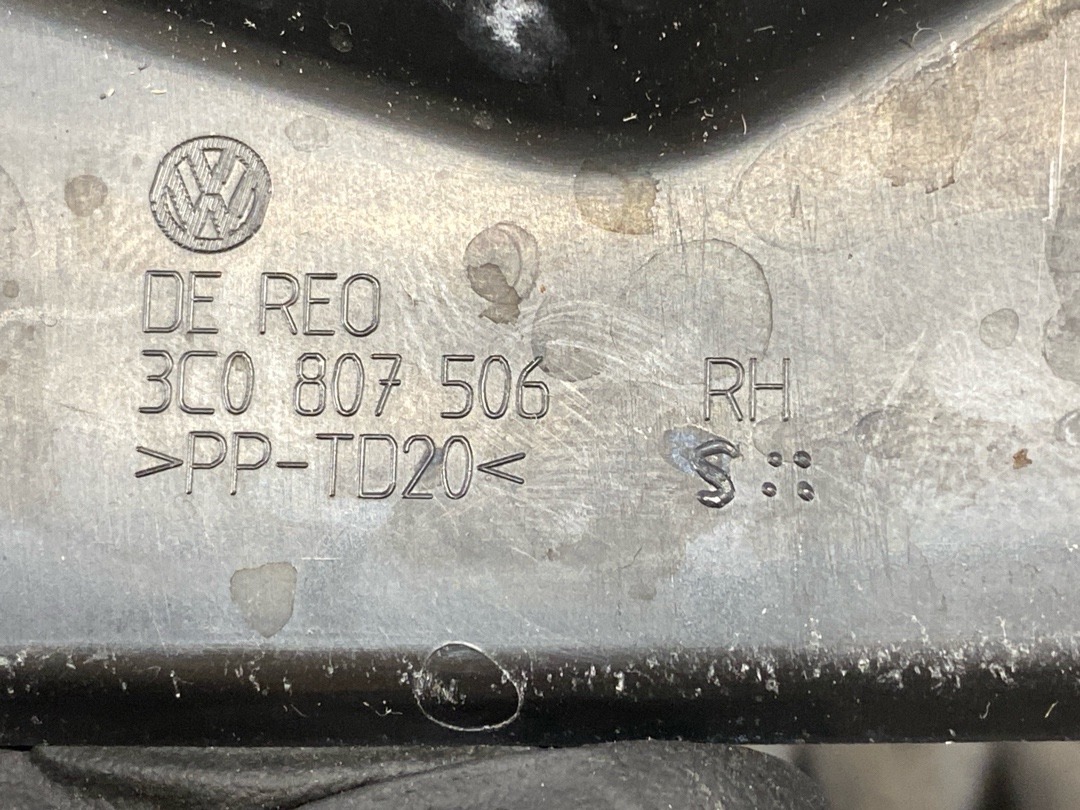 DE REO
3C0 807 506 RH
>PP-TD20< S